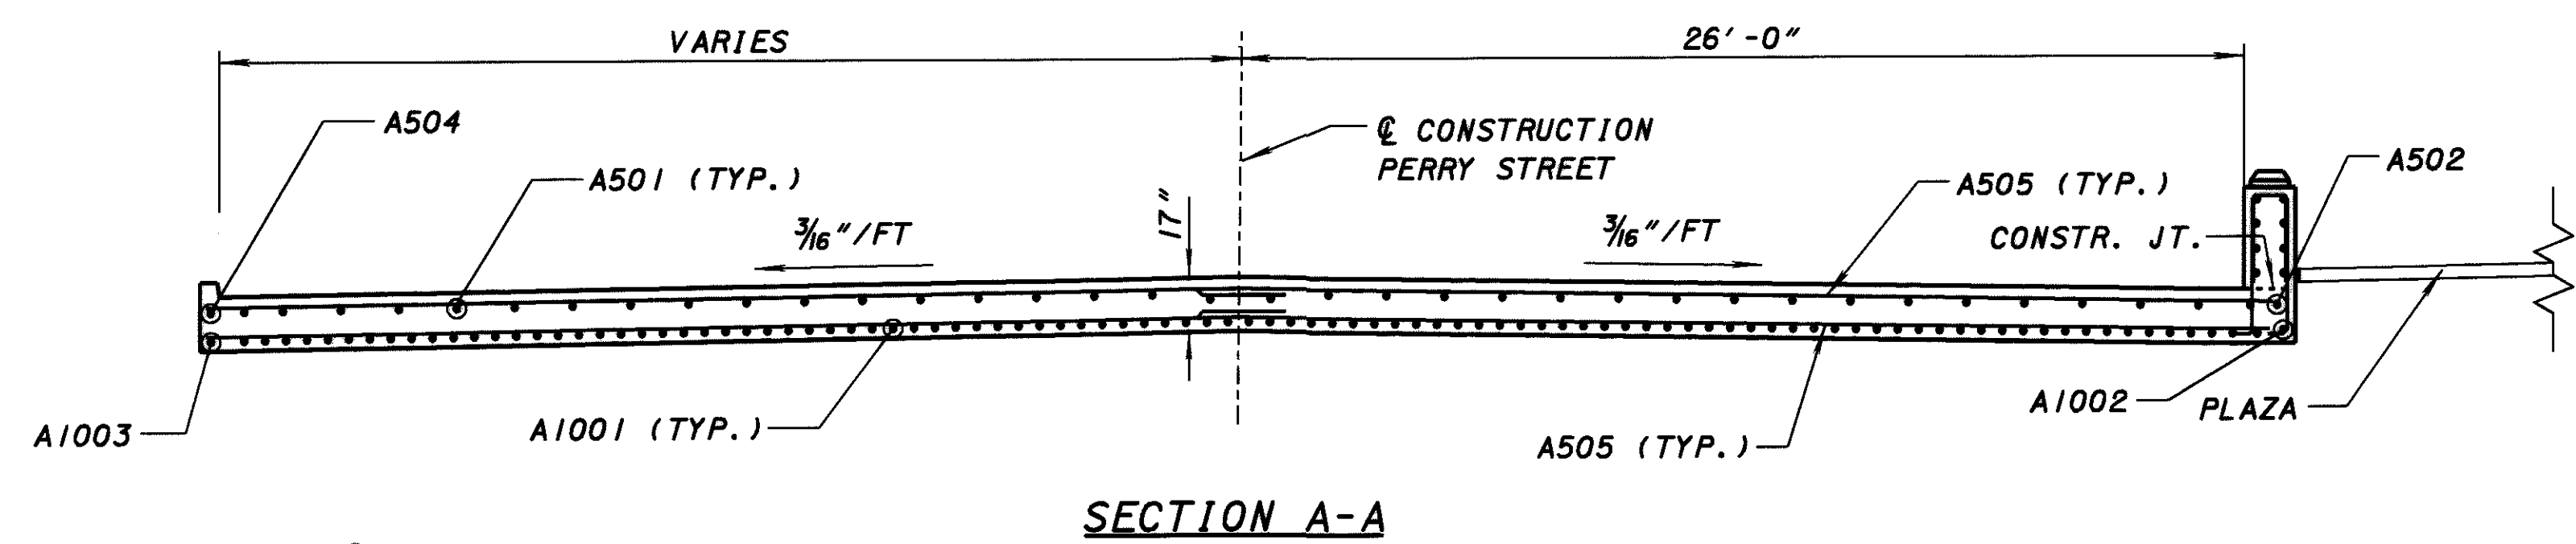 VARIES
26'-0"
A504
℄ CONSTRUCTION
PERRY STREET
A502
A501 (TYP.)
A505 (TYP.)
17"
3/16"/FT
3/16"/FT
CONSTR. JT.
A1003
A1001 (TYP.)
A505 (TYP.)
A1002
PLAZA
SECTION A-A